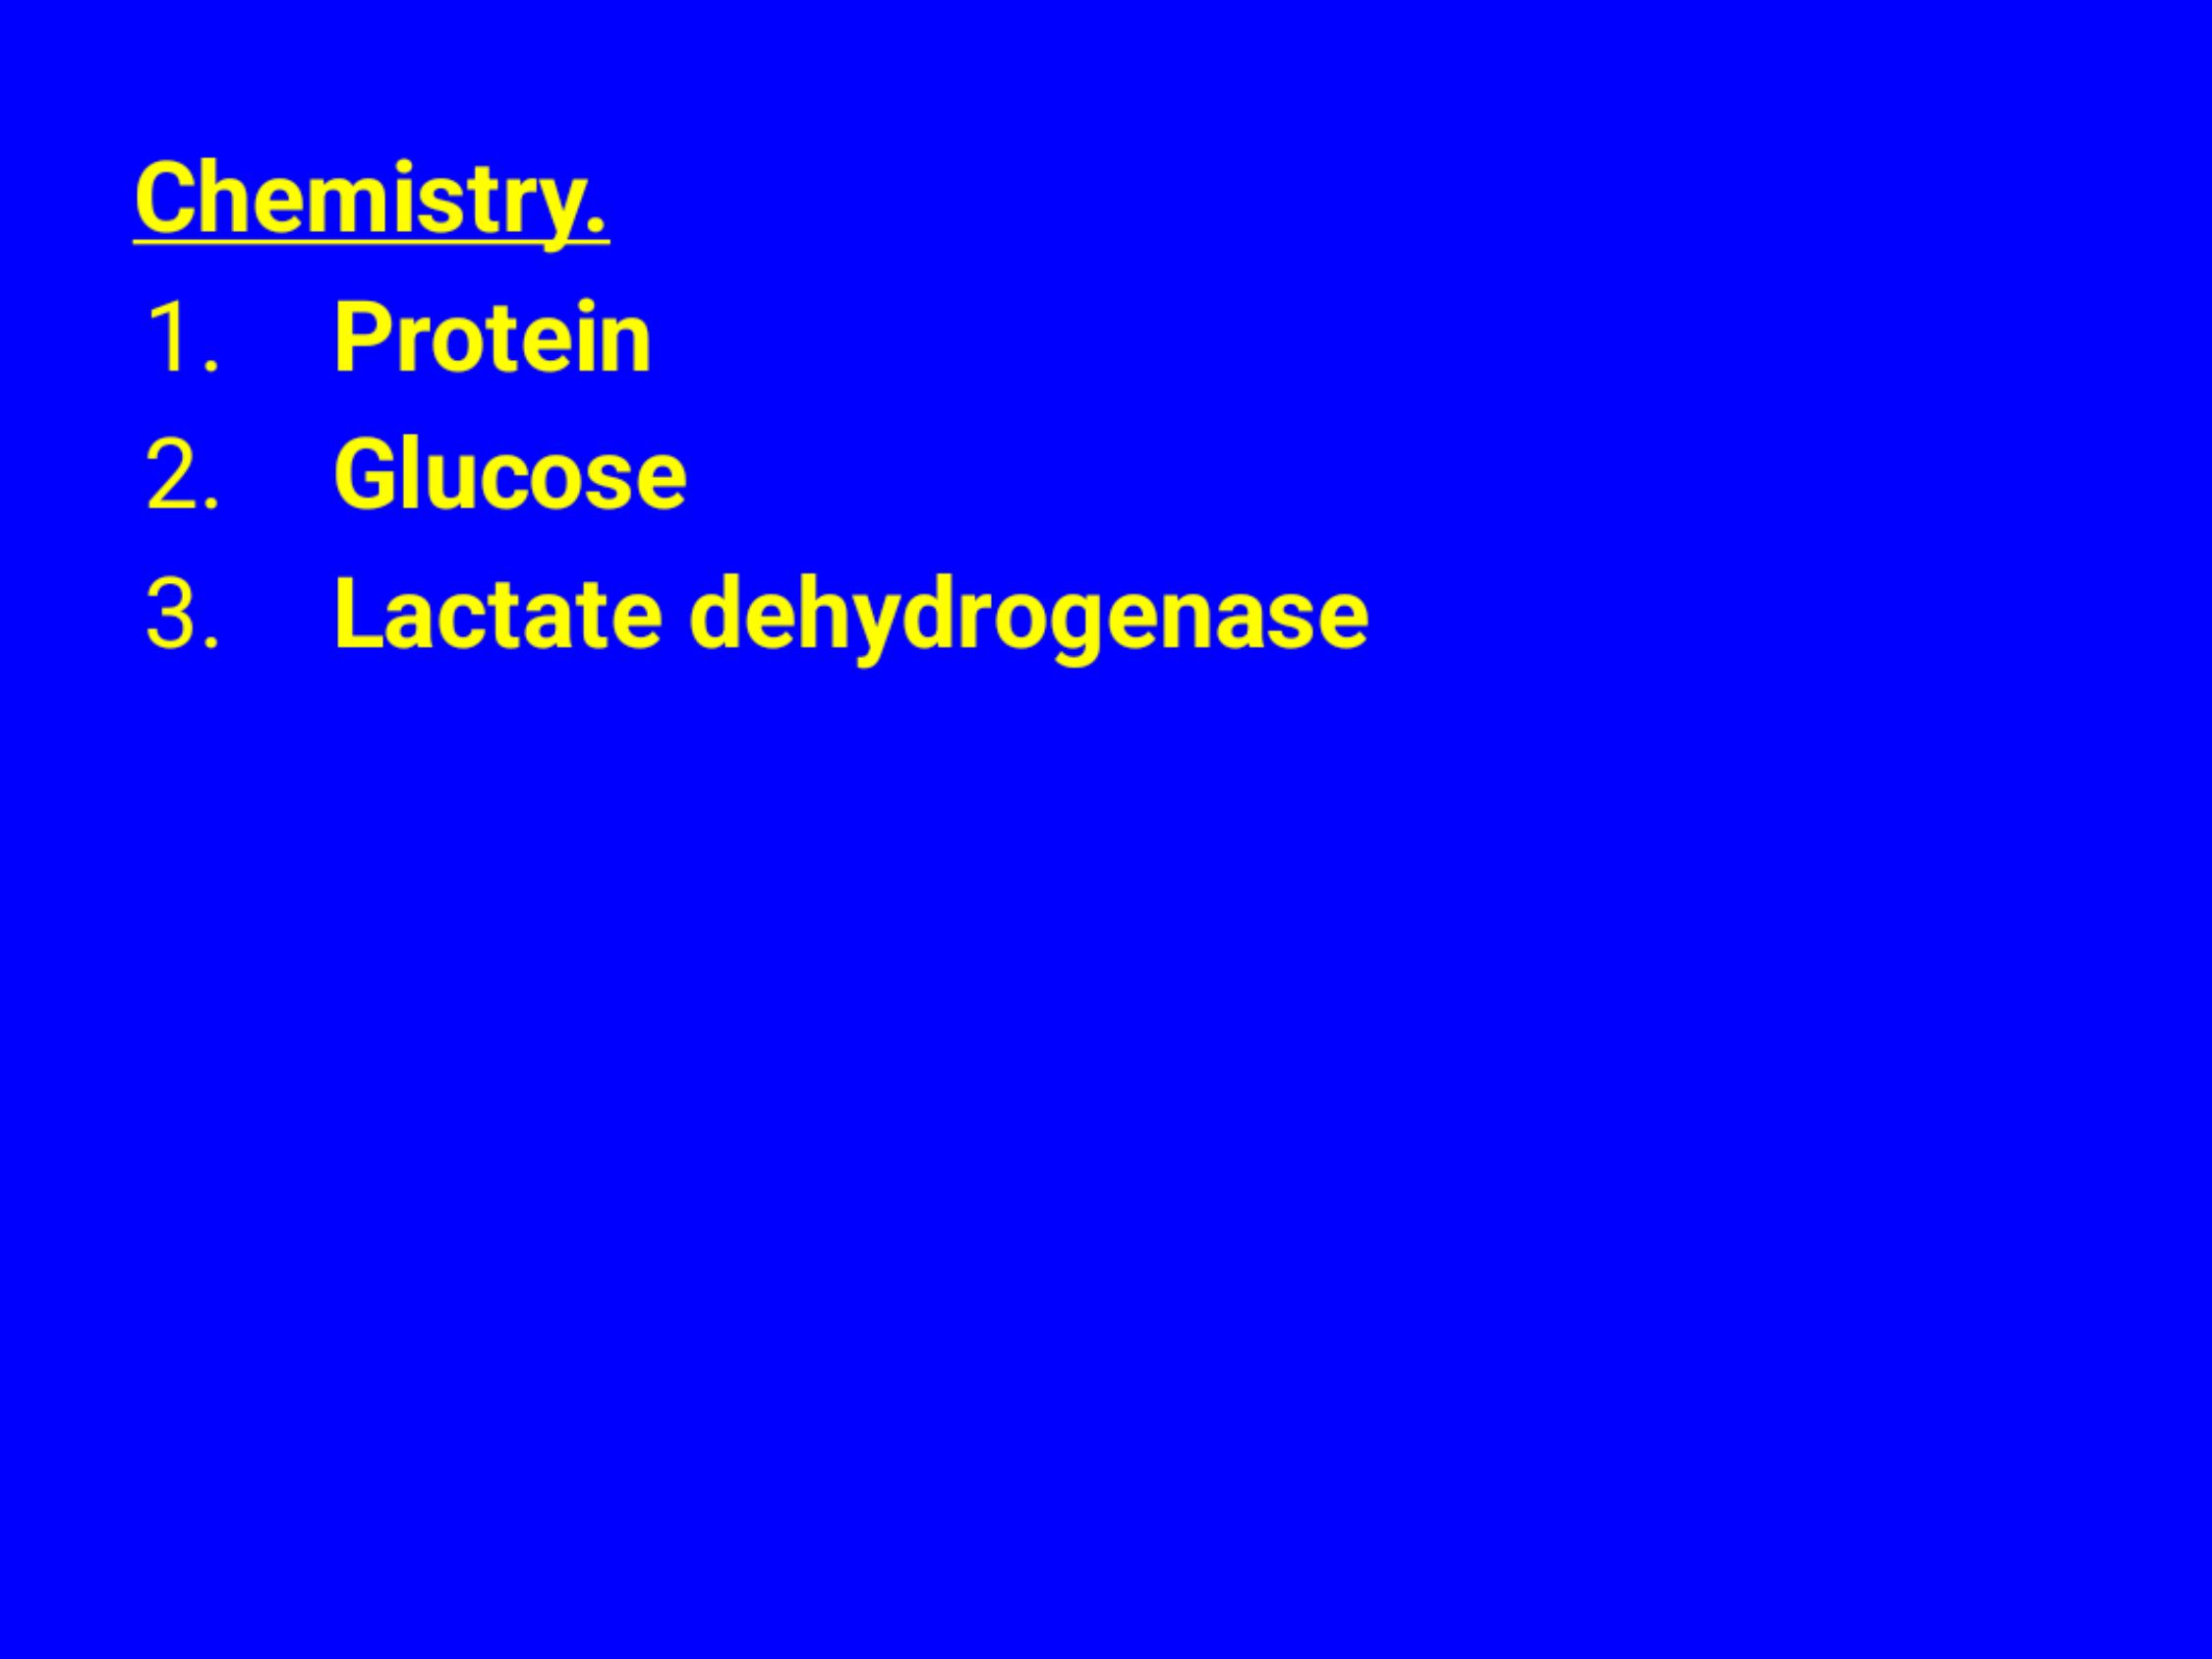 Chemistry.
1. Protein
2. Glucose
3. Lactate dehydrogenase